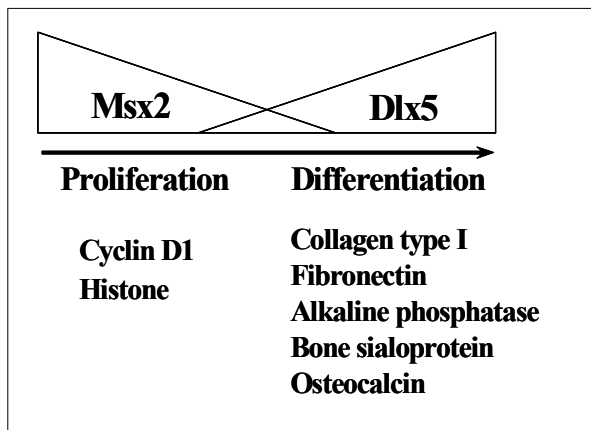 Msx2 Dlx5
Proliferation Differentiation
Cyclin D1
Histone
Collagen type I
Fibronectin
Alkaline phosphatase
Bone sialoprotein
Osteocalcin